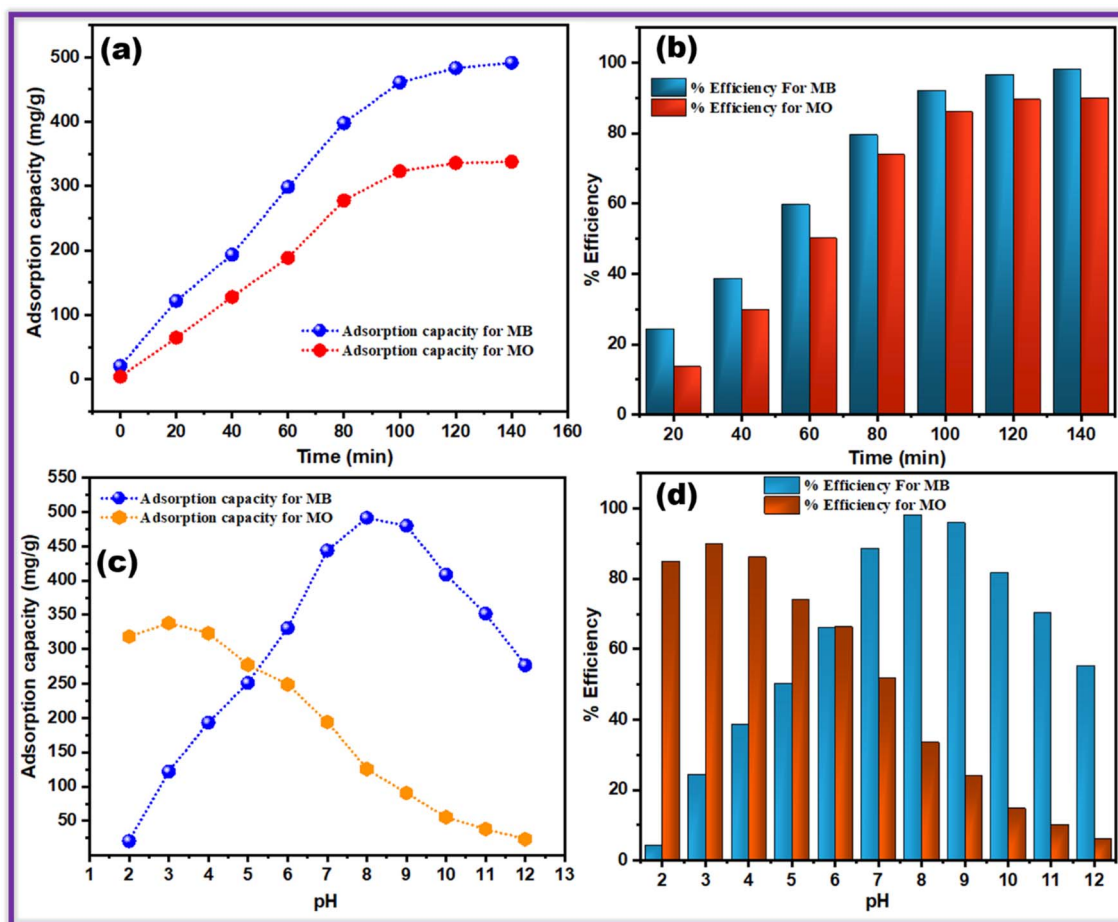 (a)
Adsorption capacity (mg/g)
500
400
300
200
100
0
Adsorption capacity for MB
Adsorption capacity for MO
0 20 40 60 80 100 120 140 160
Time (min)
(b)
% Efficiency
100
80
60
40
20
0
% Efficiency For MB
% Efficiency for MO
20 40 60 80 100 120 140
Time (min)
(c)
Adsorption capacity (mg/g)
550
500
450
400
350
300
250
200
150
100
50
Adsorption capacity for MB
Adsorption capacity for MO
1 2 3 4 5 6 7 8 9 10 11 12 13
pH
(d)
% Efficiency
100
80
60
40
20
0
% Efficiency For MB
% Efficiency for MO
2 3 4 5 6 7 8 9 10 11 12
pH